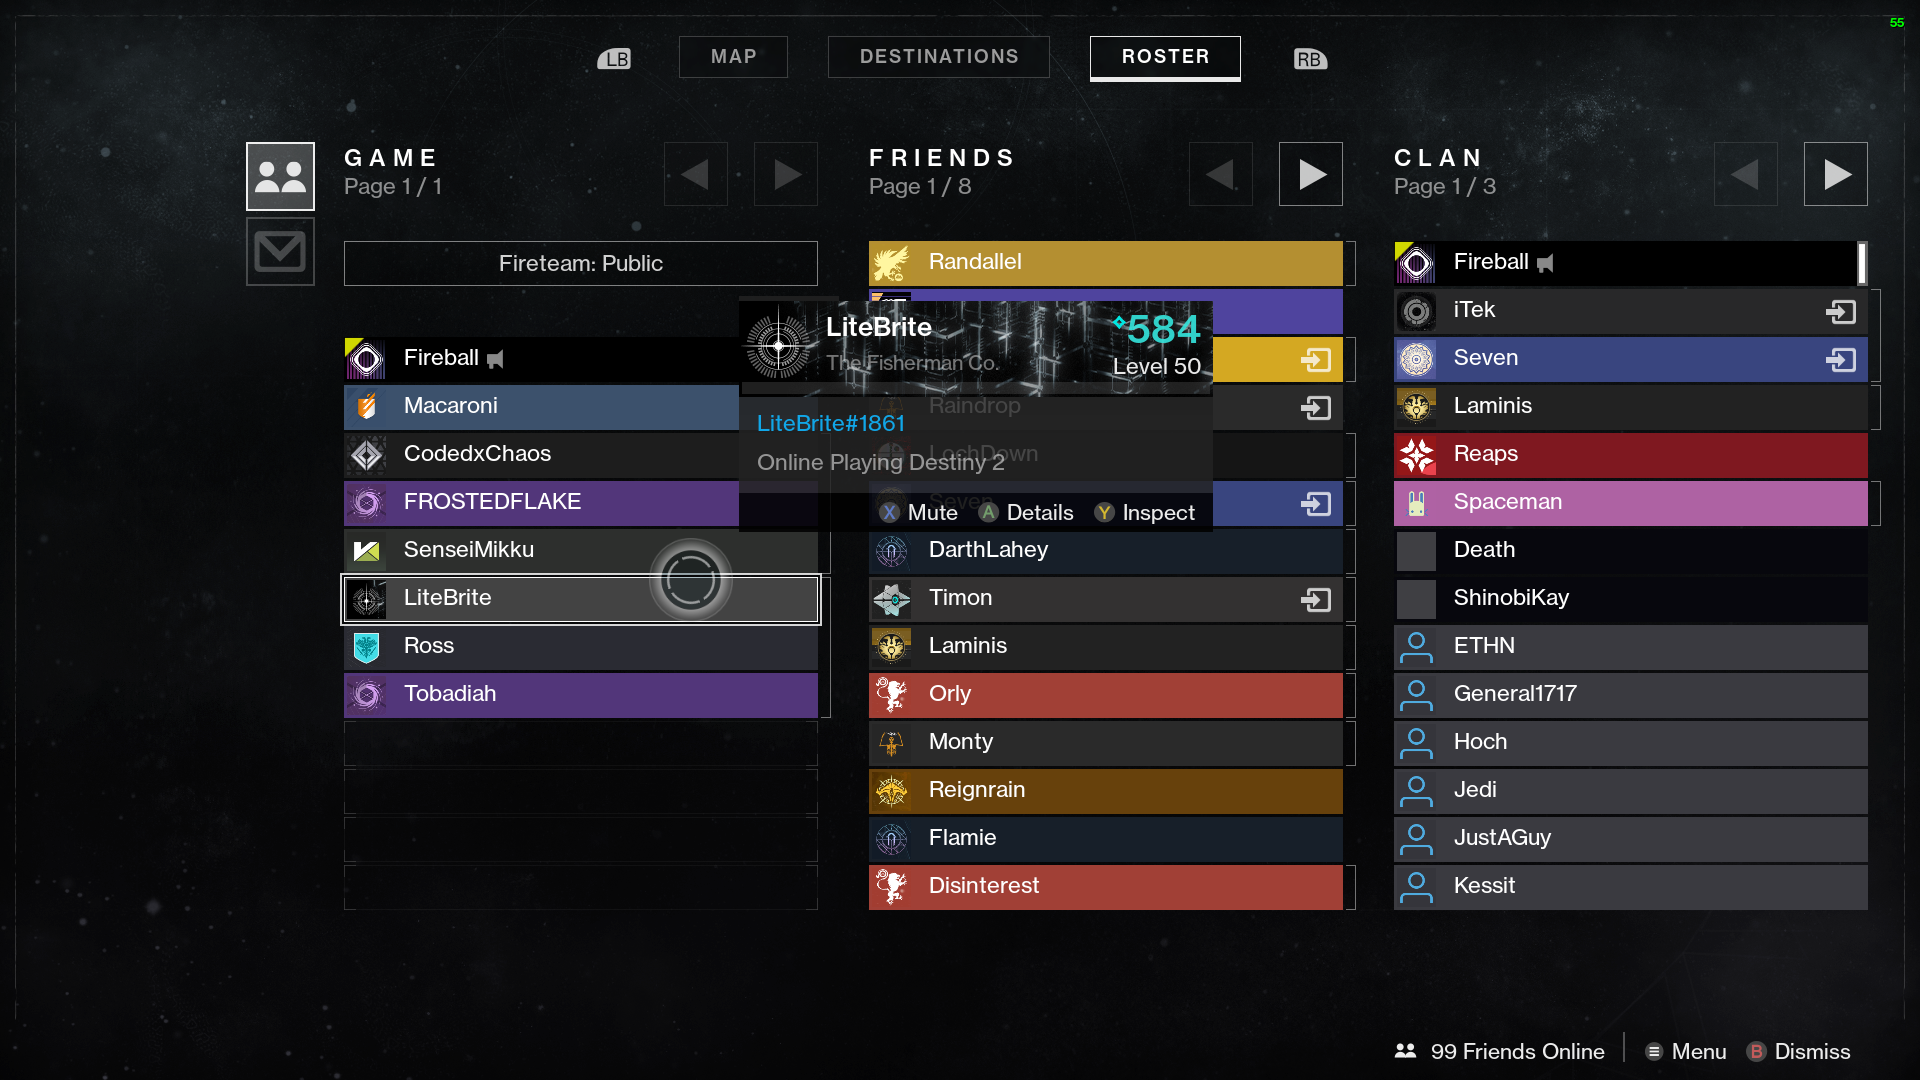 55
LB
MAP
DESTINATIONS
ROSTER
RB
GAME
Page 1 / 1
Fireteam: Public
Fireball
Macaroni
CodedxChaos
FROSTEDFLAKE
SenseiMikku
LiteBrite
Ross
Tobadiah
LiteBrite
The Fisherman Co.
584
Level 50
LiteBrite#1861
Online Playing Destiny 2
X Mute
A Details
Y Inspect
FRIENDS
Page 1 / 8
Randallel
Raindrop
LochDown
Seven
DarthLahey
Timon
Laminis
Orly
Monty
Reignrain
Flamie
Disinterest
CLAN
Page 1 / 3
Fireball
iTek
Seven
Laminis
Reaps
Spaceman
Death
ShinobiKay
ETHN
General1717
Hoch
Jedi
JustAGuy
Kessit
99 Friends Online
Menu
B Dismiss